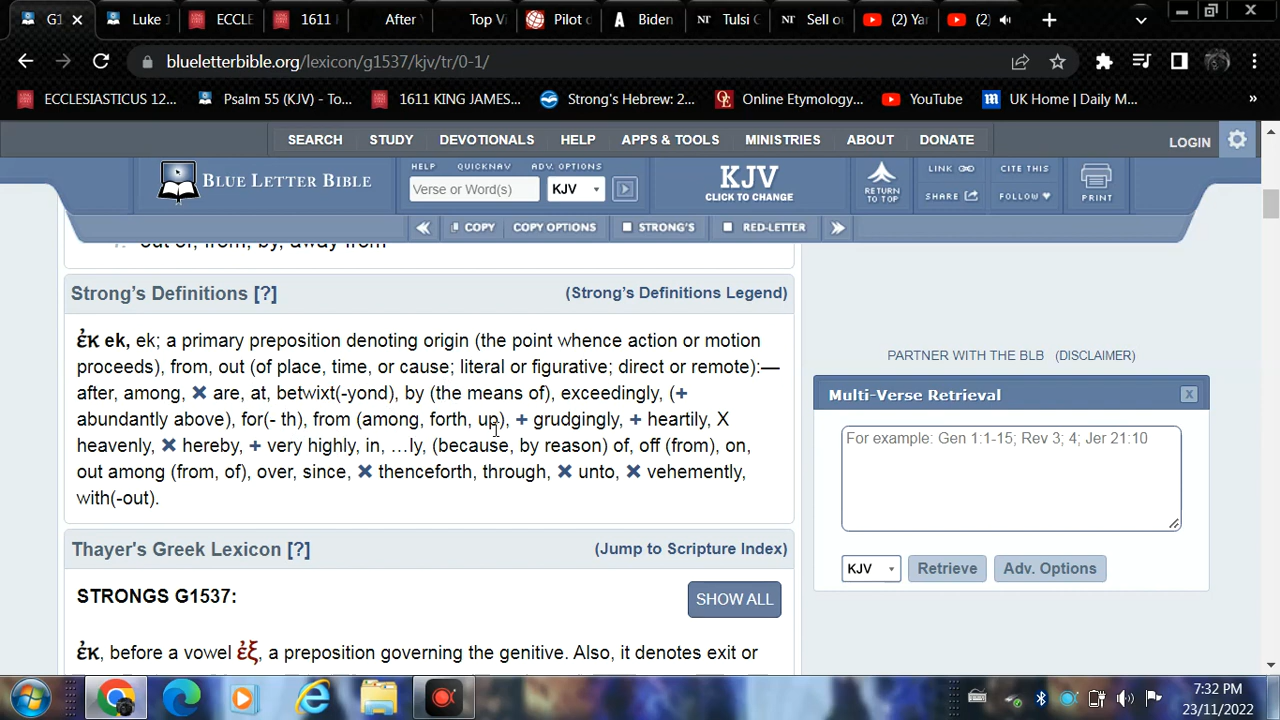 G1
Luke
ECCLE
1611
After
Top V
Pilot
Biden
Tulsi
Sell o
(2) Ya
(2)
blueletterbible.org/lexicon/g1537/kjv/tr/0-1/
ECCLESIASTICUS 12... Psalm 55 (KJV) - To... 1611 KING JAMES... Strong's Hebrew: 2... Online Etymology... YouTube UK Home | Daily M... »
SEARCH STUDY DEVOTIONALS HELP APPS & TOOLS MINISTRIES ABOUT DONATE LOGIN
BLUE LETTER BIBLE
HELP QUICKNAV ADV. OPTIONS
Verse or Word(s) KJV
KJV
CLICK TO CHANGE
RETURN TO TOP
LINK CITE THIS
SHARE FOLLOW
PRINT
COPY COPY OPTIONS STRONG'S RED-LETTER
out of, from, by, away from
Strong's Definitions [?] (Strong's Definitions Legend)
ἐκ ek, ek; a primary preposition denoting origin (the point whence action or motion
proceeds), from, out (of place, time, or cause; literal or figurative; direct or remote):—
after, among, × are, at, betwixt(-yond), by (the means of), exceedingly, (+
abundantly above), for(- th), from (among, forth, up), + grudgingly, + heartily, X
heavenly, × hereby, + very highly, in, …ly, (because, by reason) of, off (from), on,
out among (from, of), over, since, × thenceforth, through, × unto, × vehemently,
with(-out).
Thayer's Greek Lexicon [?] (Jump to Scripture Index)
STRONGS G1537: SHOW ALL
ἐκ, before a vowel ἐξ, a preposition governing the genitive. Also, it denotes exit or
PARTNER WITH THE BLB (DISCLAIMER)
Multi-Verse Retrieval X
For example: Gen 1:1-15; Rev 3; 4; Jer 21:10
KJV Retrieve Adv. Options
7:32 PM
23/11/2022